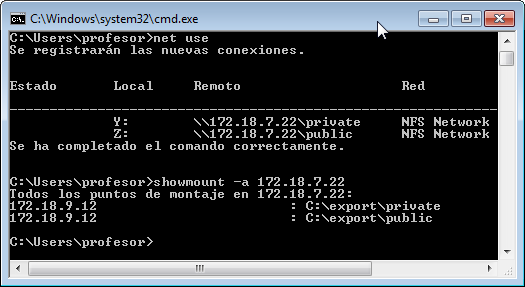 C:\Windows\system32\cmd.exe
C:\Users\profesor>net use
Se registrarán las nuevas conexiones.
Estado Local Remoto Red
-------------------------------------------------------------
Y: \\172.18.7.22\private NFS Network
Z: \\172.18.7.22\public NFS Network
Se ha completado el comando correctamente.
C:\Users\profesor>showmount -a 172.18.7.22
Todos los puntos de montaje en 172.18.7.22:
172.18.9.12 : C:\export\private
172.18.9.12 : C:\export\public
C:\Users\profesor>